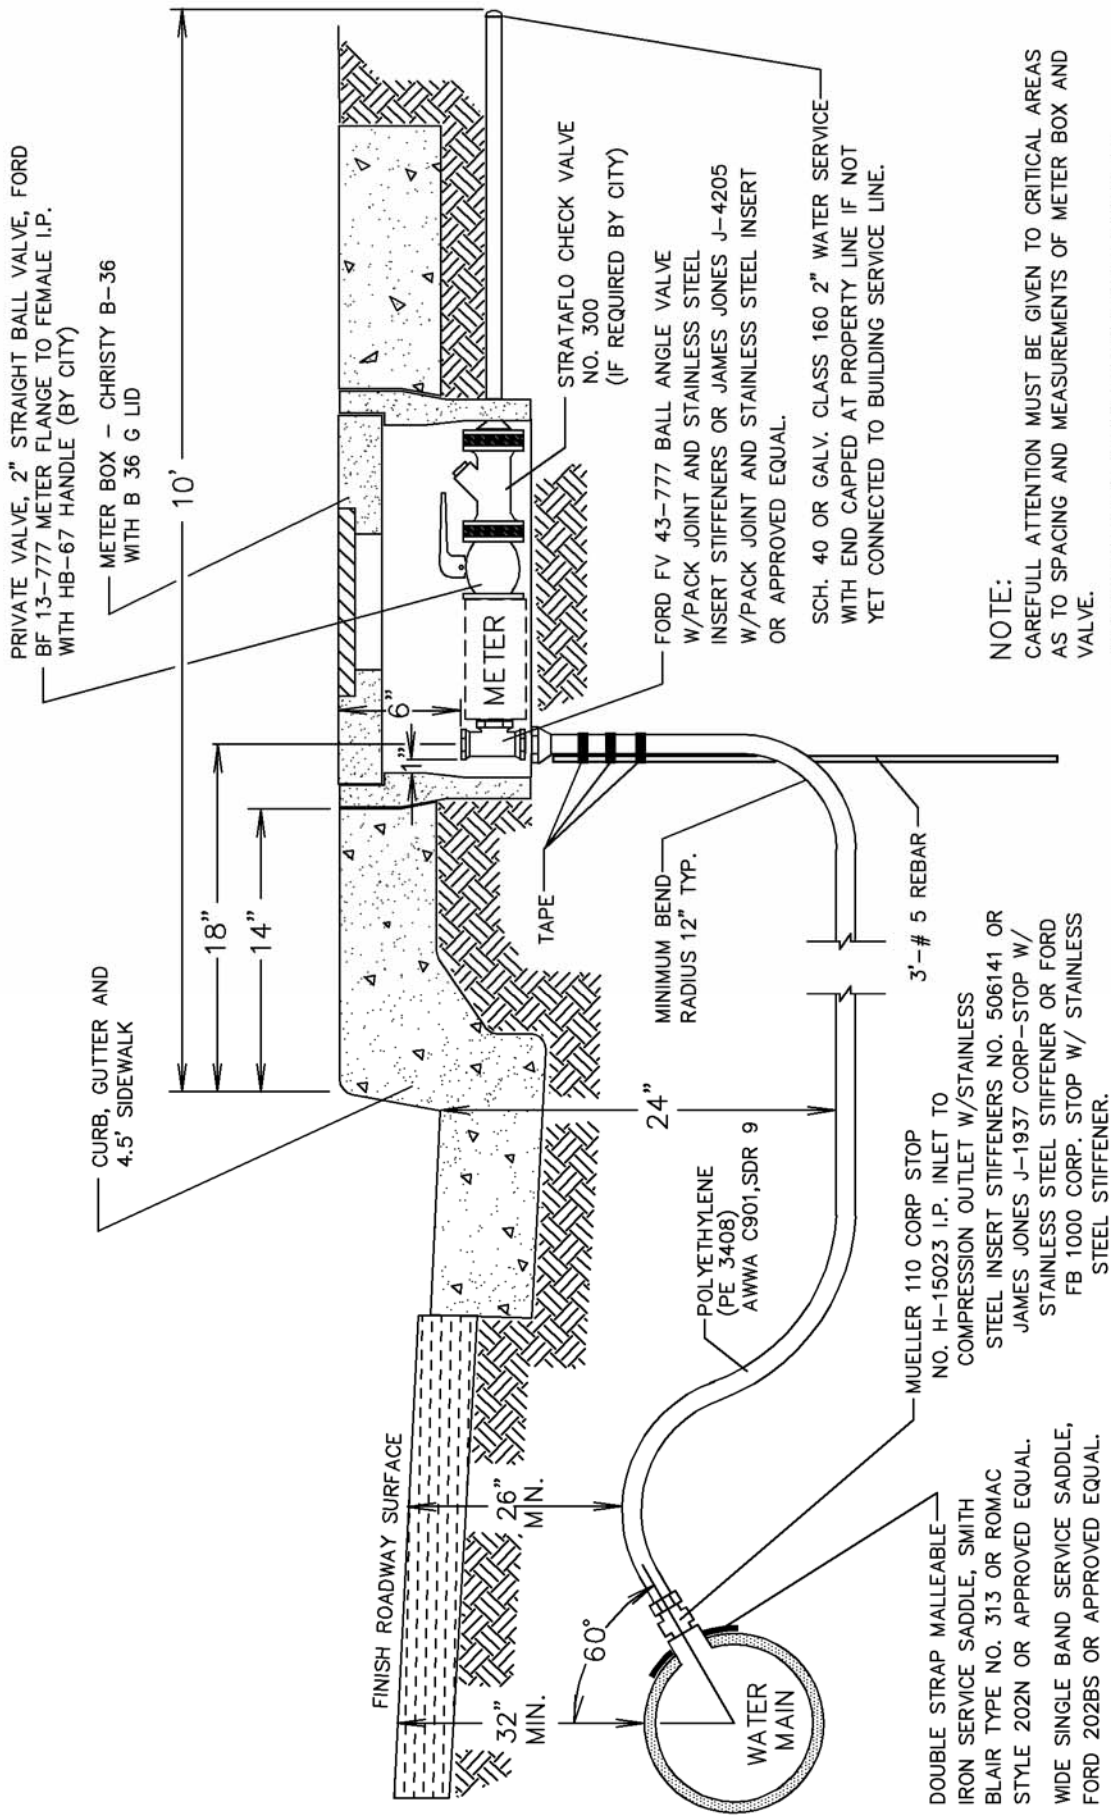 PRIVATE VALVE, 2" STRAIGHT BALL VALVE, FORD
BF 13-777 METER FLANGE TO FEMALE I.P.
WITH HB-67 HANDLE (BY CITY)
METER BOX - CHRISTY B-36
WITH B 36 G LID
10'
CURB, GUTTER AND
4.5' SIDEWALK
18"
14"
6"
1"
METER
STRATAFLO CHECK VALVE
NO. 300
(IF REQUIRED BY CITY)
FORD FV 43-777 BALL ANGLE VALVE
W/PACK JOINT AND STAINLESS STEEL
INSERT STIFFENERS OR JAMES JONES J-4205
W/PACK JOINT AND STAINLESS STEEL INSERT
OR APPROVED EQUAL.
SCH. 40 OR GALV. CLASS 160 2" WATER SERVICE
WITH END CAPPED AT PROPERTY LINE IF NOT
YET CONNECTED TO BUILDING SERVICE LINE.
TAPE
MINIMUM BEND
RADIUS 12" TYP.
3'-# 5 REBAR
24"
FINISH ROADWAY SURFACE
26"
MIN.
32"
MIN.
60°
WATER
MAIN
POLYETHYLENE
(PE 3408)
AWWA C901,SDR 9
MUELLER 110 CORP STOP
NO. H-15023 I.P. INLET TO
COMPRESSION OUTLET W/STAINLESS
STEEL INSERT STIFFENERS NO. 506141 OR
JAMES JONES J-1937 CORP-STOP W/
STAINLESS STEEL STIFFENER OR FORD
FB 1000 CORP. STOP W/ STAINLESS
STEEL STIFFENER.
DOUBLE STRAP MALLEABLE
IRON SERVICE SADDLE, SMITH
BLAIR TYPE NO. 313 OR ROMAC
STYLE 202N OR APPROVED EQUAL.
WIDE SINGLE BAND SERVICE SADDLE,
FORD 202BS OR APPROVED EQUAL.
NOTE:
CAREFULL ATTENTION MUST BE GIVEN TO CRITICAL AREAS
AS TO SPACING AND MEASUREMENTS OF METER BOX AND
VALVE.